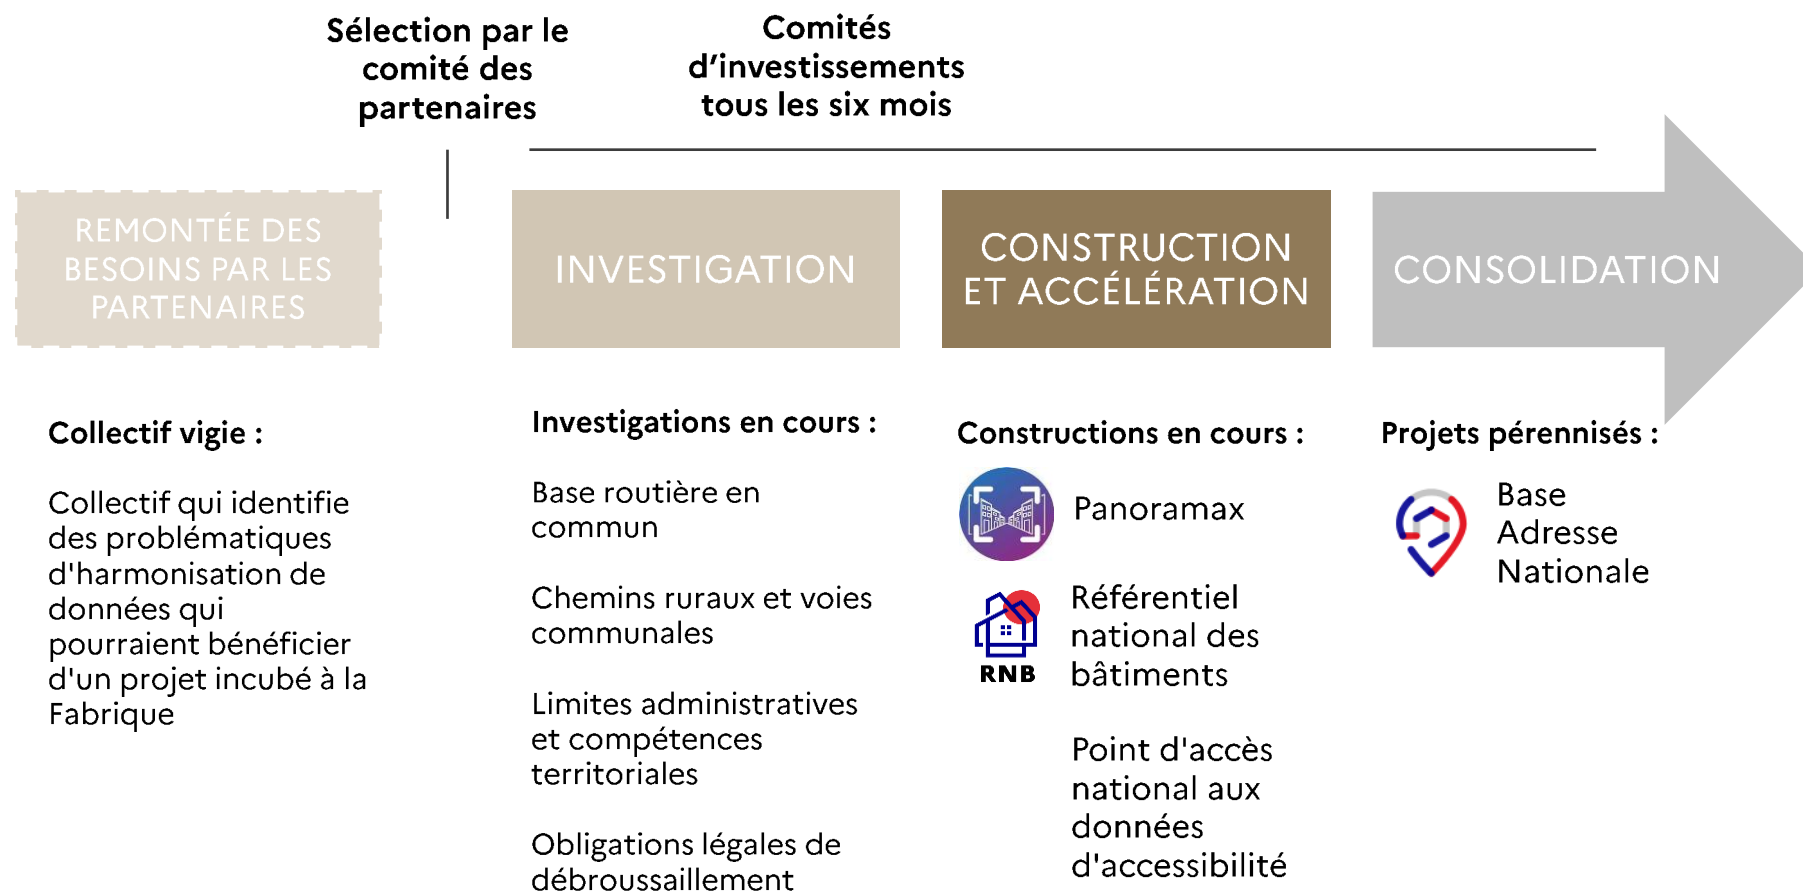 Sélection par le
comité des
partenaires
Comités
d’investissements
tous les six mois
REMONTÉE DES
BESOINS PAR LES
PARTENAIRES
INVESTIGATION
CONSTRUCTION
ET ACCÉLÉRATION
CONSOLIDATION
Collectif vigie :
Collectif qui identifie
des problématiques
d'harmonisation de
données qui
pourraient bénéficier
d'un projet incubé à la
Fabrique
Investigations en cours :
Base routière en
commun
Chemins ruraux et voies
communales
Limites administratives
et compétences
territoriales
Obligations légales de
débroussaillement
Constructions en cours :
Panoramax
RNB
Référentiel
national des
bâtiments
Point d'accès
national aux
données
d'accessibilité
Projets pérennisés :
Base
Adresse
Nationale